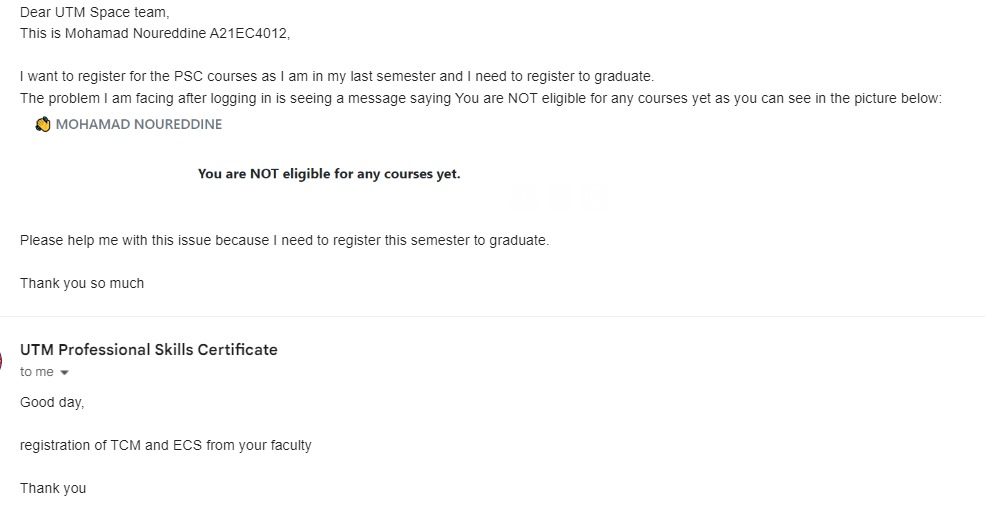 Dear UTM Space team,
This is Mohamad Noureddine A21EC4012,
I want to register for the PSC courses as I am in my last semester and I need to register to graduate.
The problem I am facing after logging in is seeing a message saying You are NOT eligible for any courses yet as you can see in the picture below:
MOHAMAD NOUREDDINE
You are NOT eligible for any courses yet.
Please help me with this issue because I need to register this semester to graduate.
Thank you so much
UTM Professional Skills Certificate
to me
Good day,
registration of TCM and ECS from your faculty
Thank you